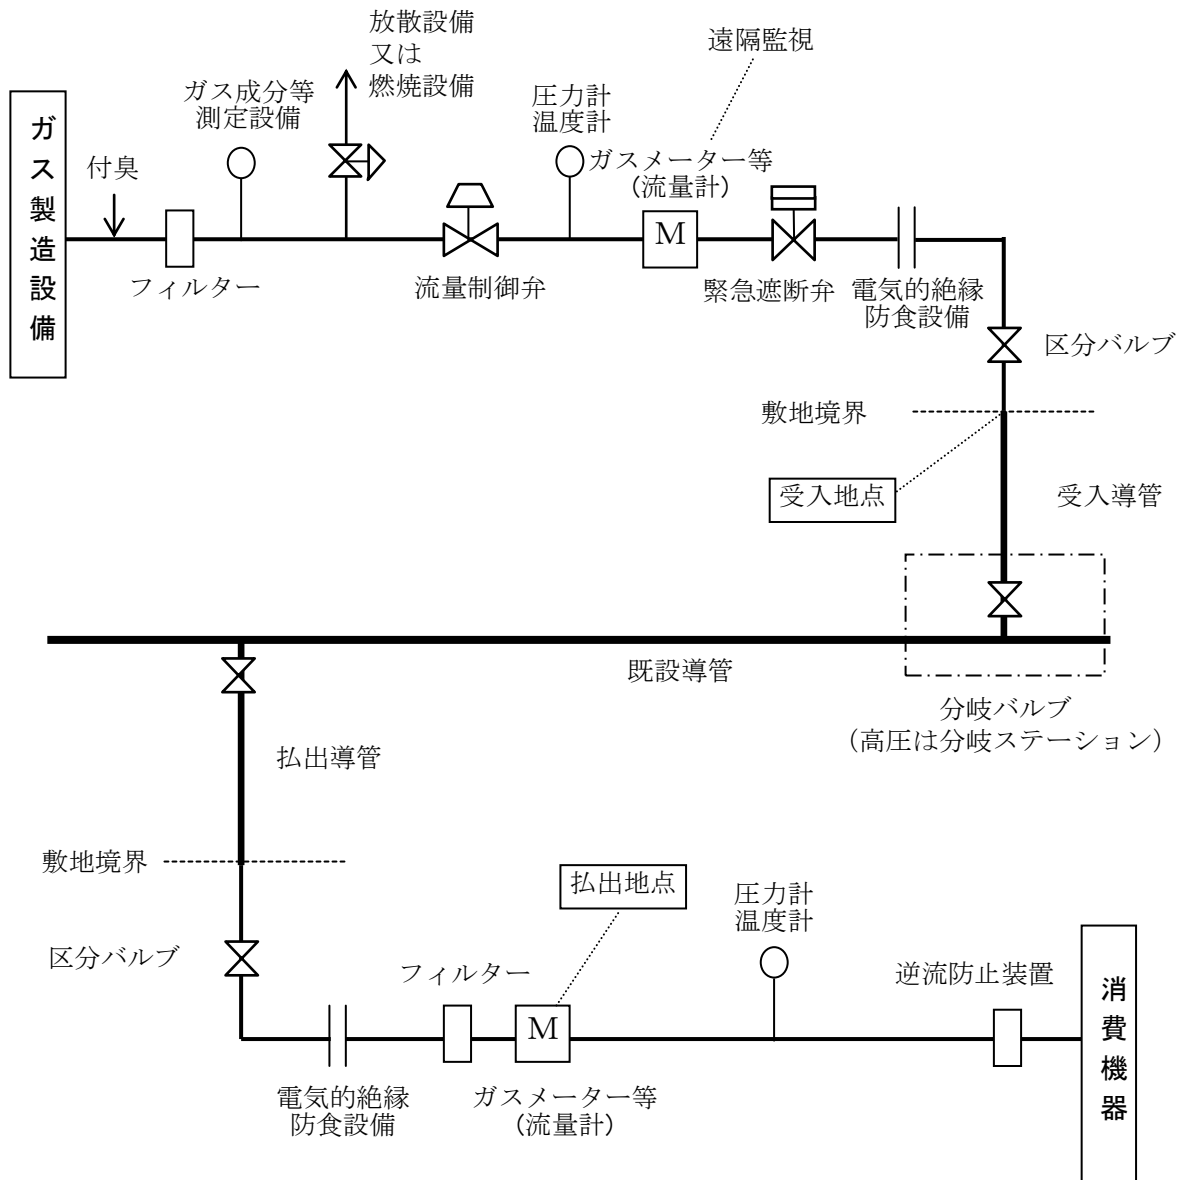 放散設備
又は
燃焼設備
遠隔監視
ガス成分等
測定設備
圧力計
温度計
ガス製造設備
付臭
ガスメーター等
（流量計）
M
フィルター
流量制御弁
緊急遮断弁
電気的絶縁
防食設備
区分バルブ
敷地境界
受入地点
受入導管
既設導管
分岐バルブ
（高圧は分岐ステーション）
払出導管
敷地境界
払出地点
圧力計
温度計
区分バルブ
フィルター
逆流防止装置
消費機器
M
電気的絶縁
防食設備
ガスメーター等
（流量計）